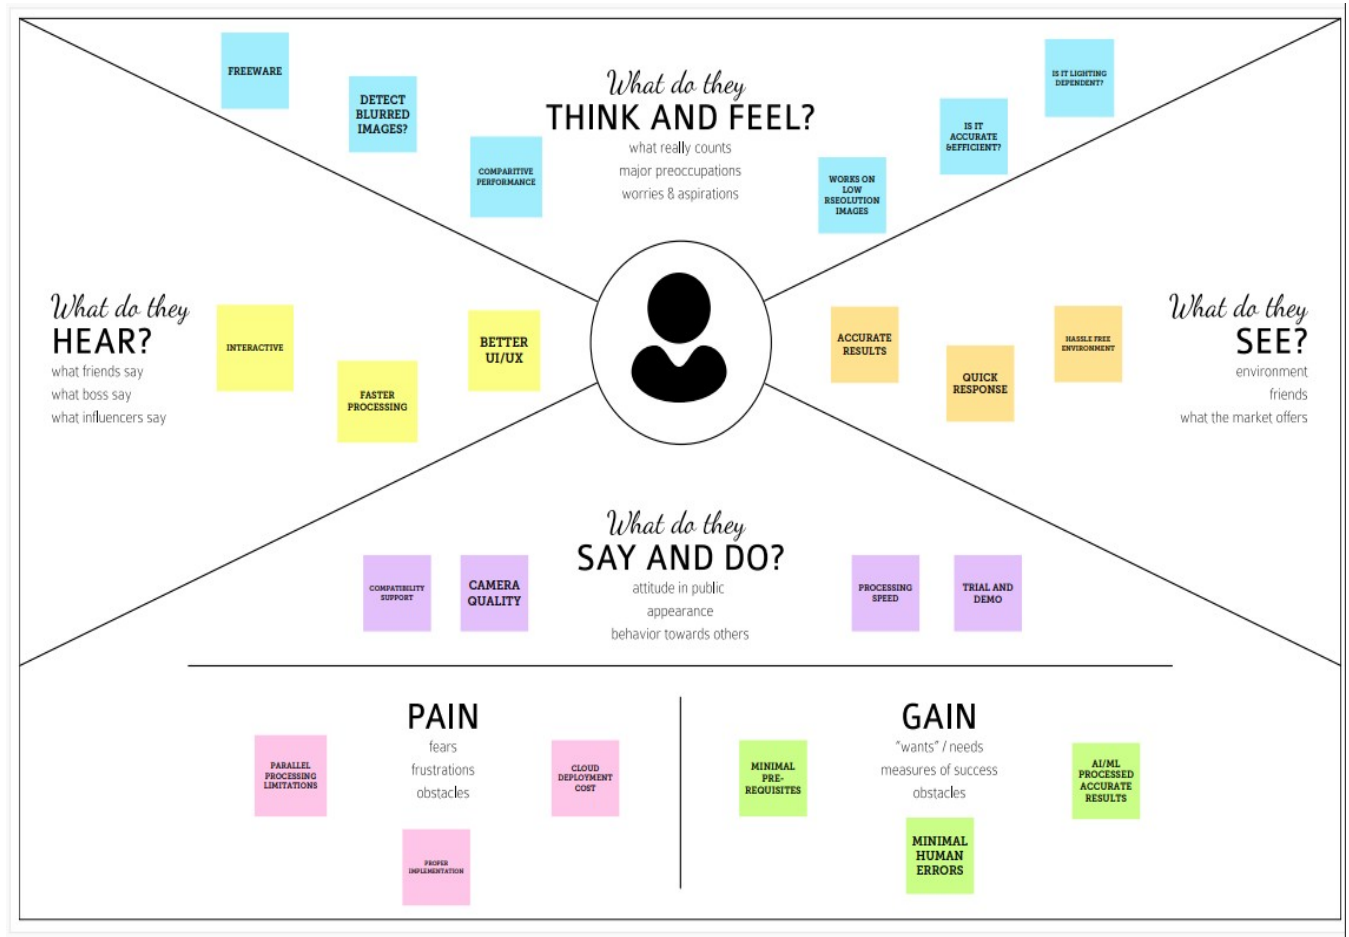 FREEWARE
DETECT
BLURRED
IMAGES?
COMPARITIVE
PERFORMANCE
What do they
THINK AND FEEL?
what really counts
major preoccupations
worries & aspirations
WORKS ON
LOW
RSEOLUTION
IMAGES
IS IT
ACCURATE
&EFFICIENT?
IS IT LIGHTING
DEPENDENT?
What do they
HEAR?
what friends say
what boss say
what influencers say
INTERACTIVE
FASTER
PROCESSING
BETTER
UI/UX
ACCURATE
RESULTS
QUICK
RESPONSE
HASSLE FREE
ENVIRONMENT
What do they
SEE?
environment
friends
what the market offers
What do they
SAY AND DO?
attitude in public
appearance
behavior towards others
COMPATIBILITY
SUPPORT
CAMERA
QUALITY
PROCESSING
SPEED
TRIAL AND
DEMO
PAIN
fears
frustrations
obstacles
PARALLEL
PROCESSING
LIMITATIONS
CLOUD
DEPLOYMENT
COST
PROPER
IMPLEMENTATION
GAIN
"wants" / needs
measures of success
obstacles
MINIMAL
PRE-
REQUISITES
AI/ML
PROCESSED
ACCURATE
RESULTS
MINIMAL
HUMAN
ERRORS